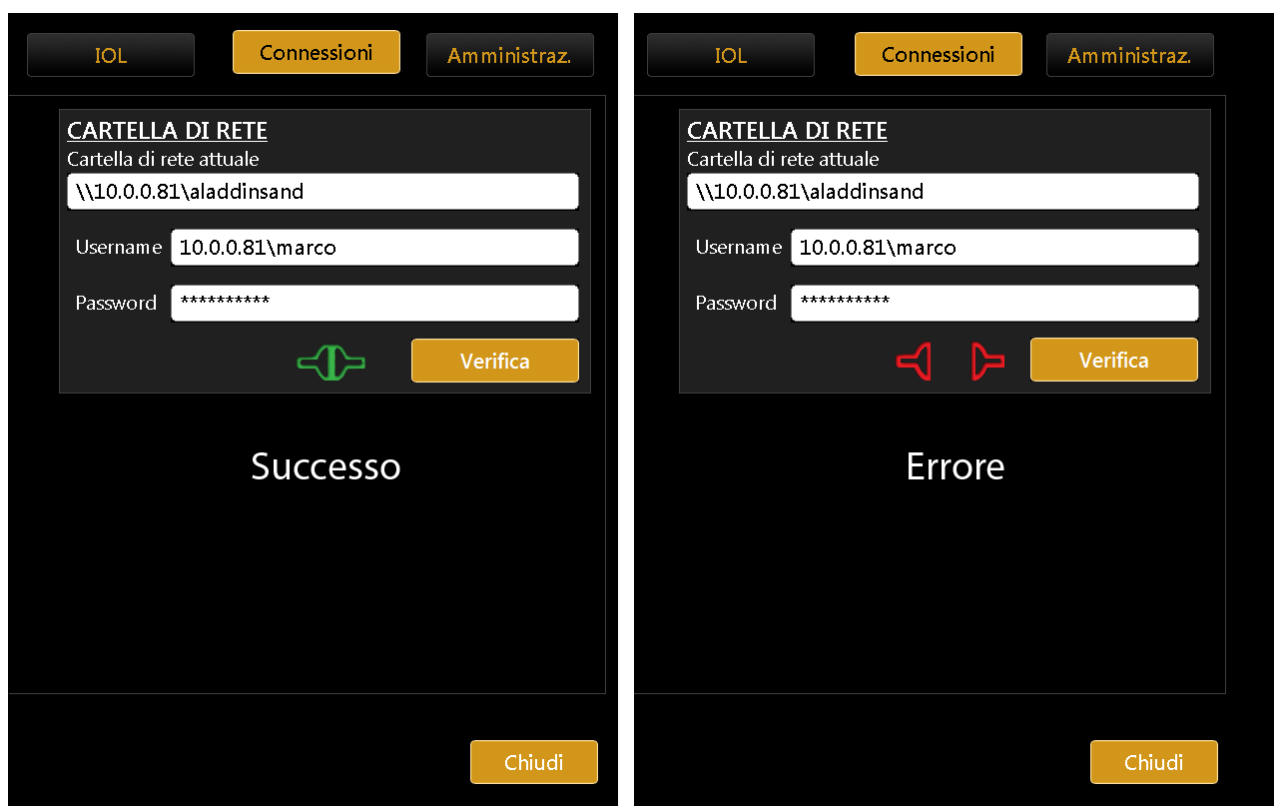 IOL Connessioni Amministraz.
CARTELLA DI RETE
Cartella di rete attuale
\\10.0.0.81\aladdinsand
Username 10.0.0.81\marco
Password **********
Verifica
Successo
Chiudi
IOL Connessioni Amministraz.
CARTELLA DI RETE
Cartella di rete attuale
\\10.0.0.81\aladdinsand
Username 10.0.0.81\marco
Password **********
Verifica
Errore
Chiudi